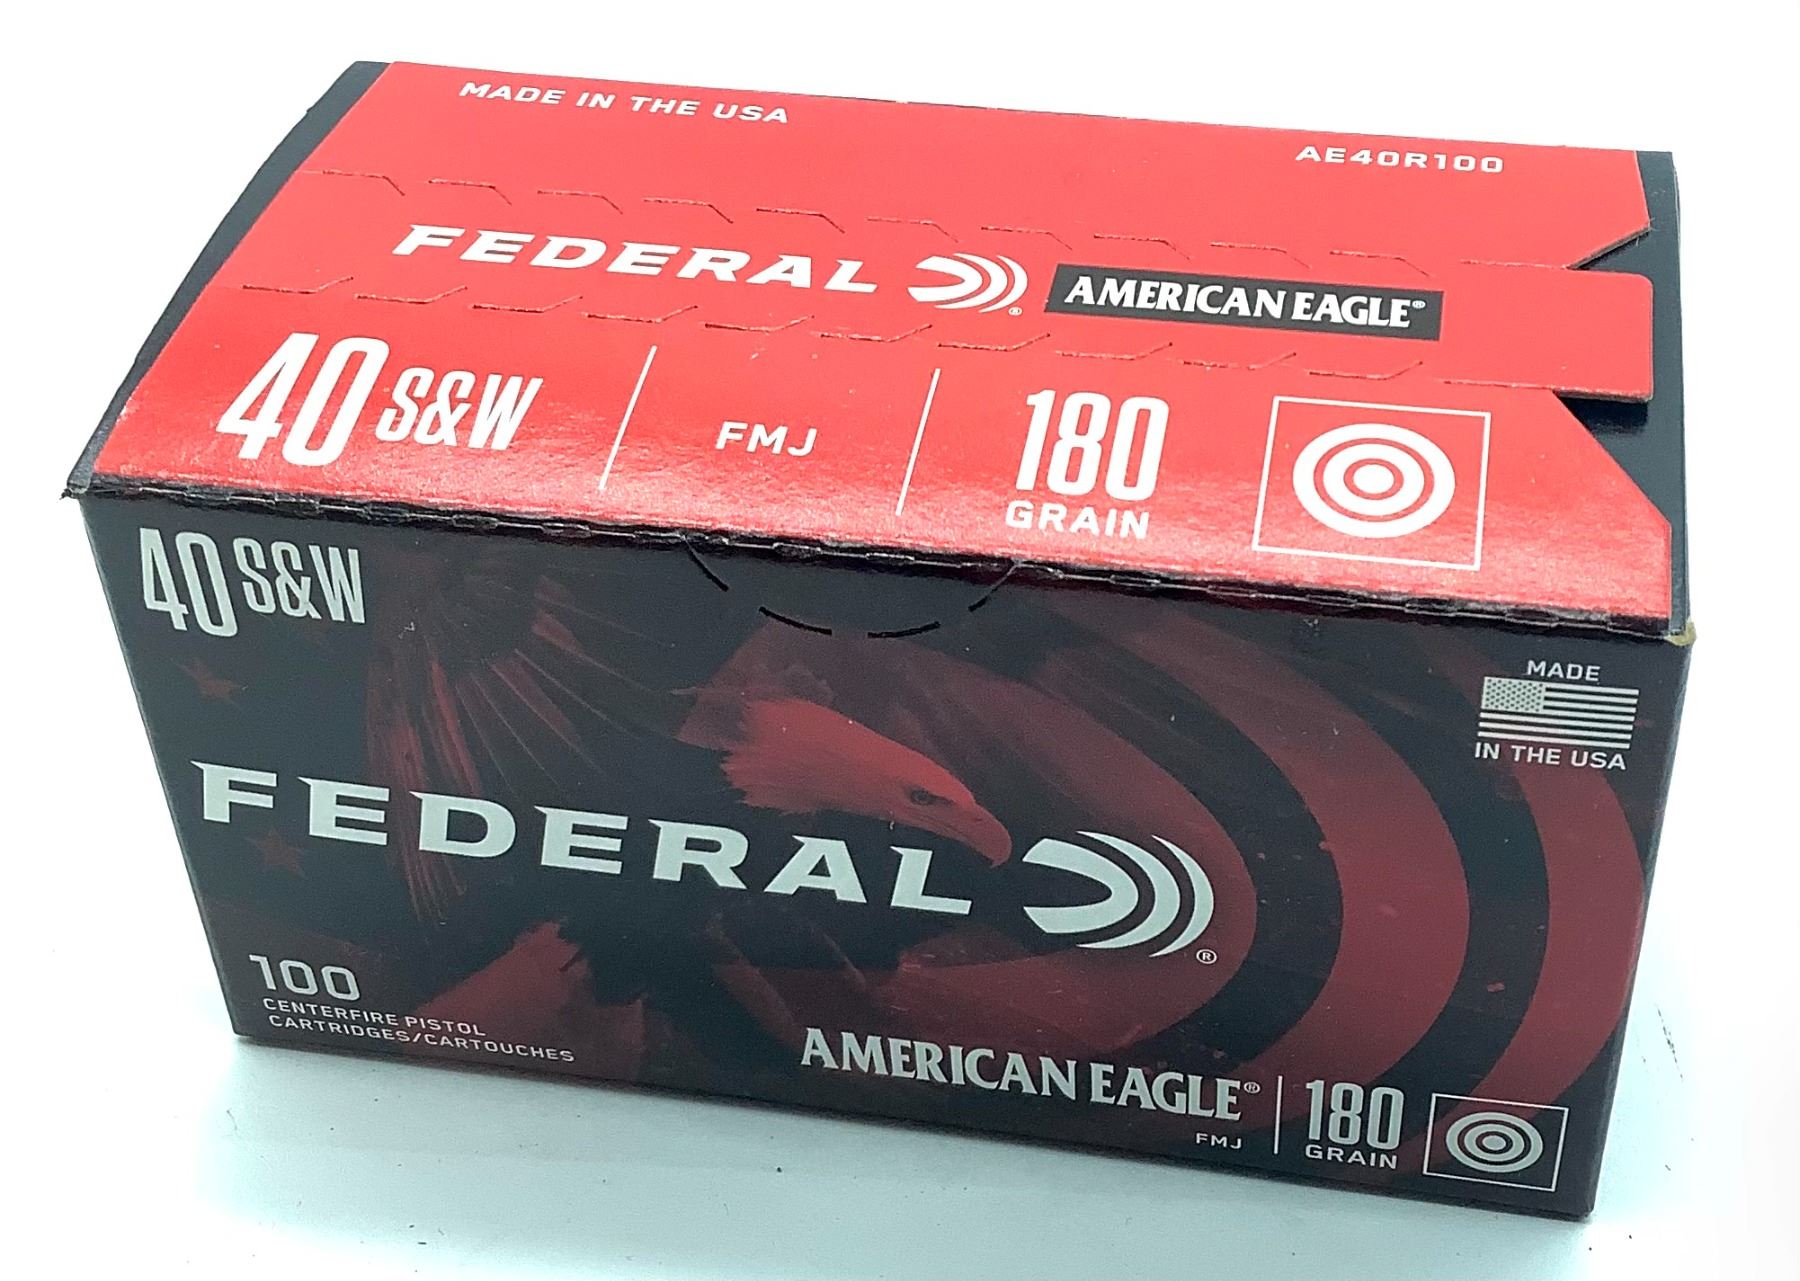 MADE IN THE USA
AE40R100
FEDERAL® AMERICAN EAGLE®
40 S&W
FMJ
180
GRAIN
40 S&W
MADE
IN THE USA
FEDERAL®
100
CENTERFIRE PISTOL
CARTRIDGES/CARTOUCHES
AMERICAN EAGLE®
FMJ
180
GRAIN